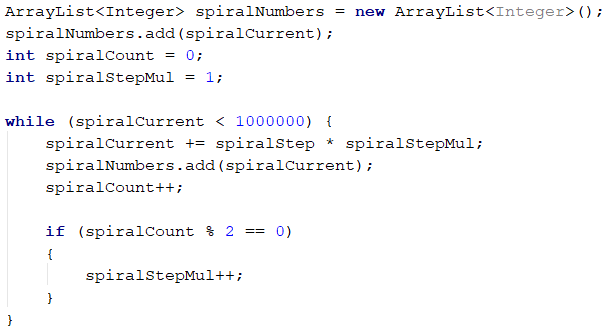 ArrayList<Integer> spiralNumbers = new ArrayList<Integer>();
spiralNumbers.add(spiralCurrent);
int spiralCount = 0;
int spiralStepMul = 1;

while (spiralCurrent < 1000000) {
    spiralCurrent += spiralStep * spiralStepMul;
    spiralNumbers.add(spiralCurrent);
    spiralCount++;

    if (spiralCount % 2 == 0)
    {
        spiralStepMul++;
    }
}